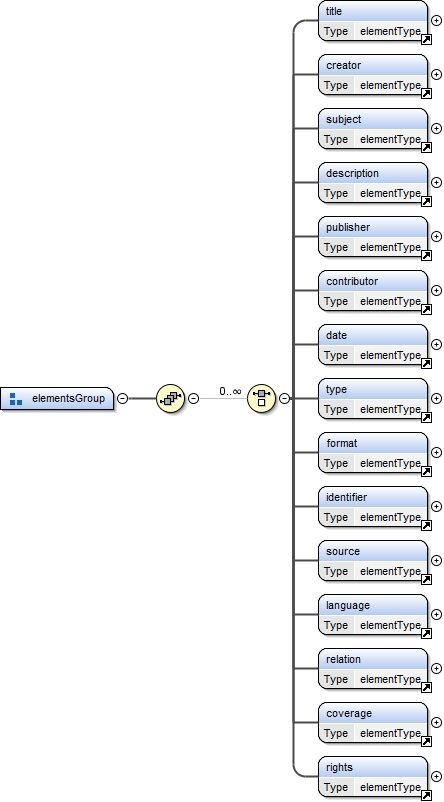 title
Type elementType
creator
Type elementType
subject
Type elementType
description
Type elementType
publisher
Type elementType
contributor
Type elementType
date
Type elementType
elementsGroup
0..∞
type
Type elementType
format
Type elementType
identifier
Type elementType
source
Type elementType
language
Type elementType
relation
Type elementType
coverage
Type elementType
rights
Type elementType